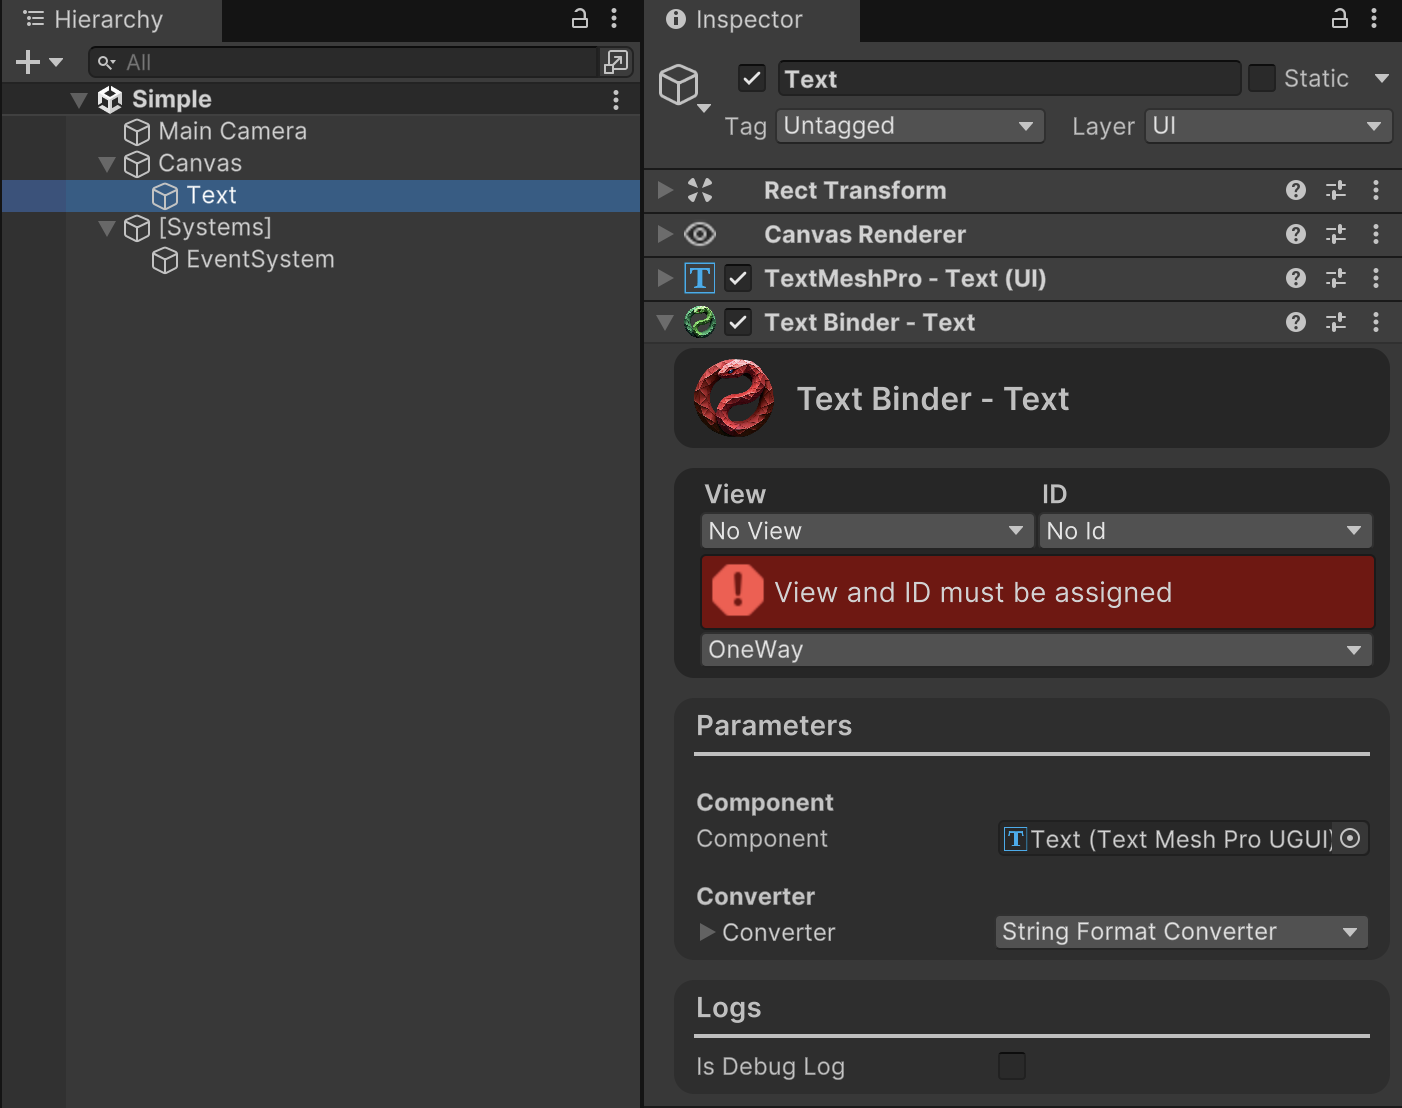 Hierarchy
All
Simple
Main Camera
Canvas
Text
[Systems]
EventSystem
Inspector
Text
Static
Tag Untagged Layer UI
Rect Transform
Canvas Renderer
T TextMeshPro - Text (UI)
Text Binder - Text
Text Binder - Text
View ID
No View No Id
View and ID must be assigned
OneWay
Parameters
Component
Component T Text (Text Mesh Pro UGUI)
Converter
Converter String Format Converter
Logs
Is Debug Log